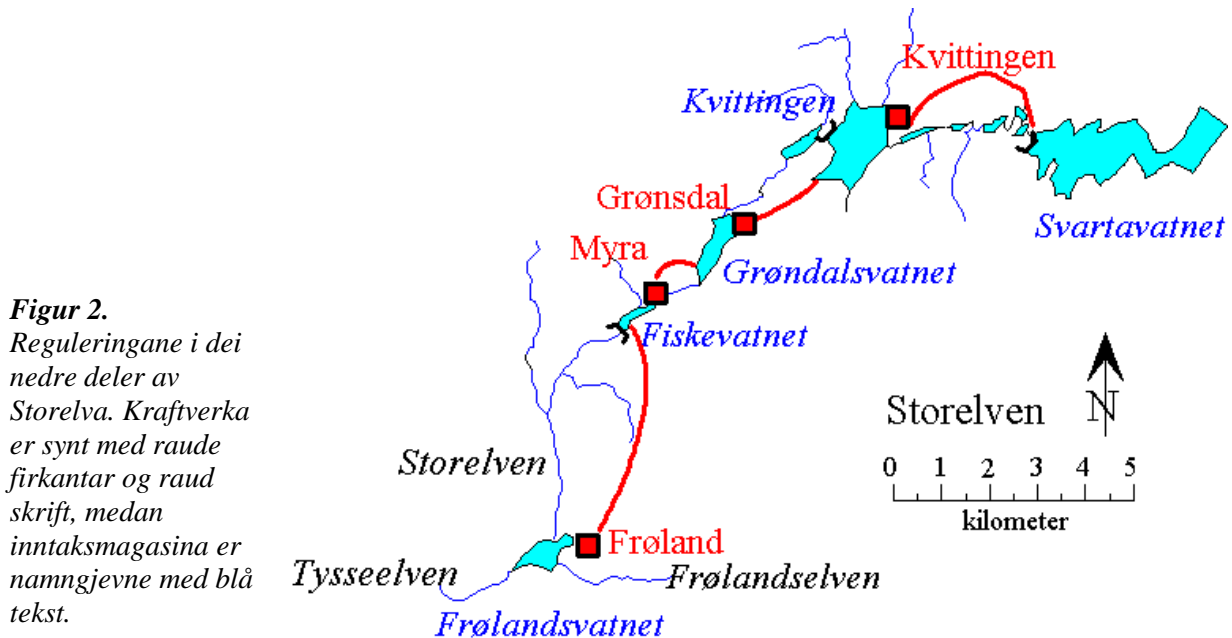 Figur 2.
Reguleringane i dei
nedre deler av
Storelva. Kraftverka
er synt med raude
firkantar og raud
skrift, medan
inntaksmagasina er
namngjevne med blå
tekst.
Kvittingen
Kvittingen
Grønsdal
Svartavatnet
Myra
Grøndalsvatnet
Fiskevatnet
Storelven
N
0 1 2 3 4 5
kilometer
Storelven
Frøland
Tysseelven
Frølandselven
Frølandsvatnet